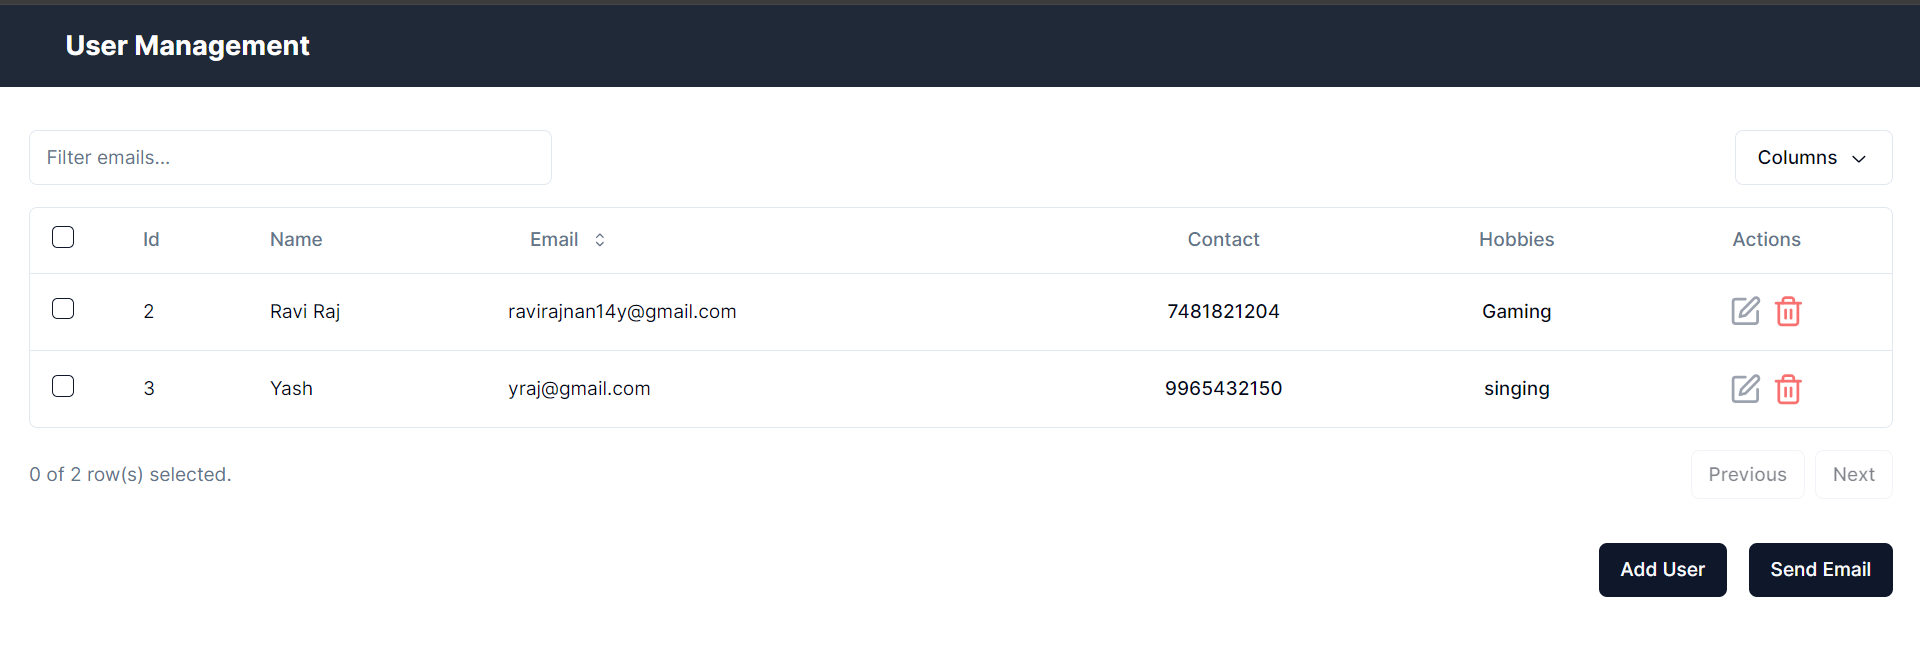 User Management
Filter emails...
Columns
Id Name Email Contact Hobbies Actions
2 Ravi Raj ravirajnan14y@gmail.com 7481821204 Gaming
3 Yash yraj@gmail.com 9965432150 singing
0 of 2 row(s) selected.
Previous Next
Add User Send Email